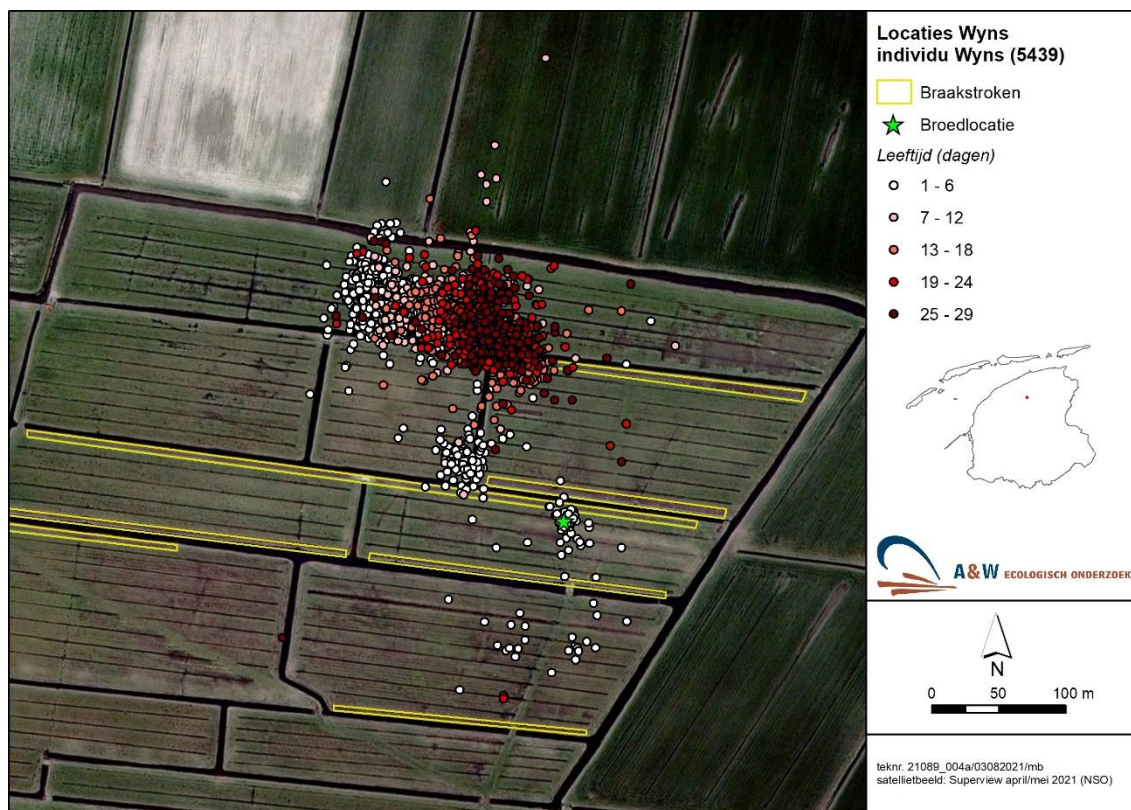 Locaties Wyns
individu Wyns (5439)
Braakstroken
Broedlocatie
Leeftijd (dagen)
1 - 6
7 - 12
13 - 18
19 - 24
25 - 29
A&W ECOLOGISCH ONDERZOEK
N
0 50 100 m
teknr. 21089_004a/03082021/mb
satellietbeeld: Superview april/mei 2021 (NSO)